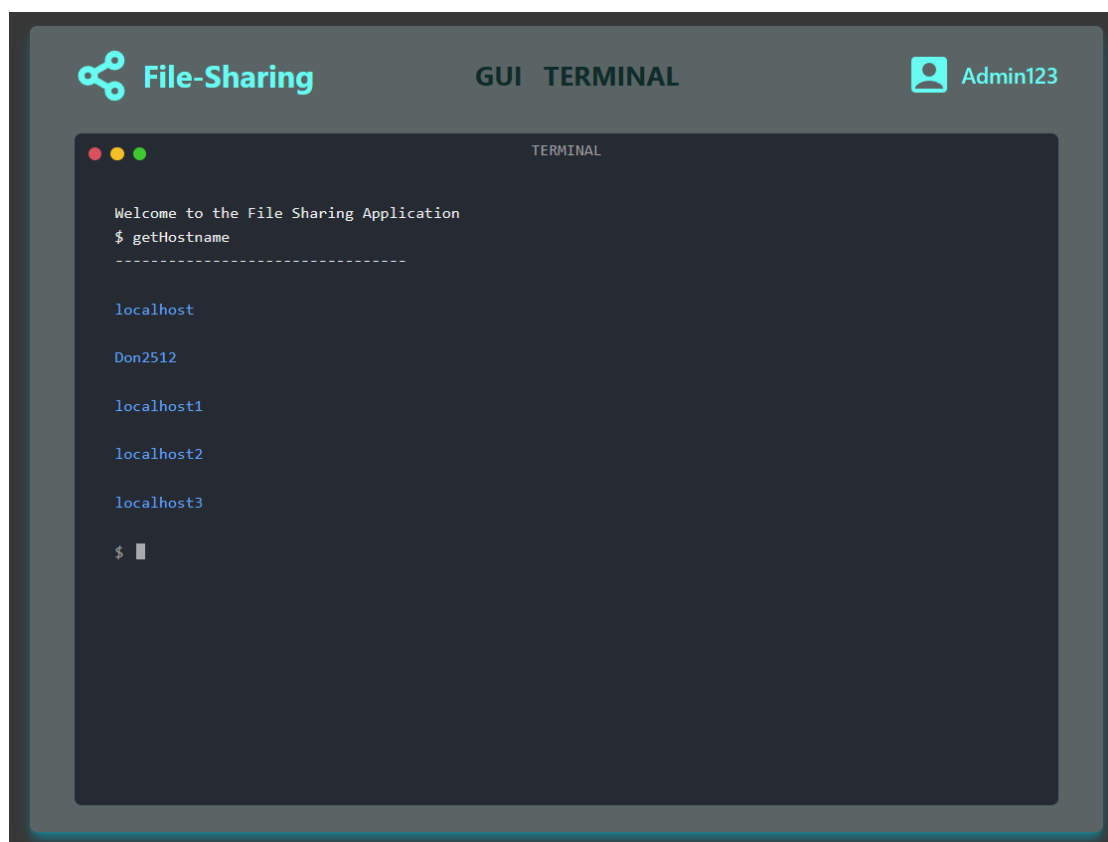 File-Sharing
GUI TERMINAL
Admin123
TERMINAL
Welcome to the File Sharing Application
$ getHostname
---------------------------------
localhost
Don2512
localhost1
localhost2
localhost3
$